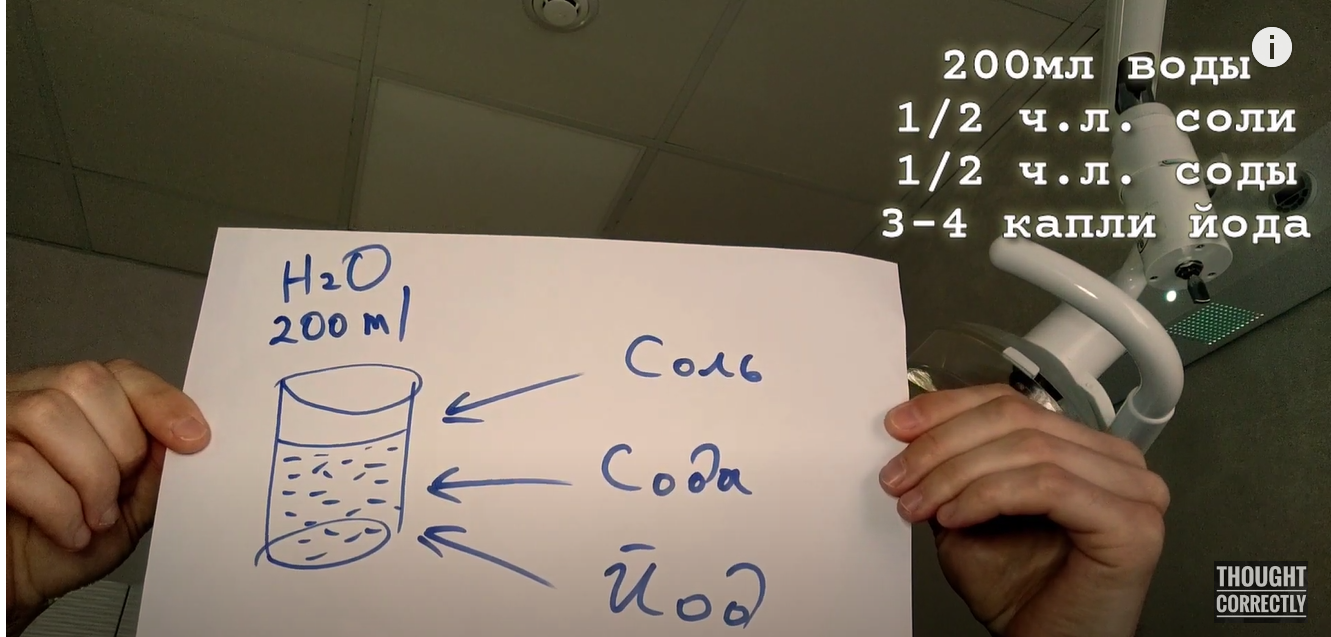 200мл воды
1/2 ч.л. соли
1/2 ч.л. соды
3-4 капли йода
H2O
200 ml
Соль
Сода
Йод
i
THOUGHT
CORRECTLY